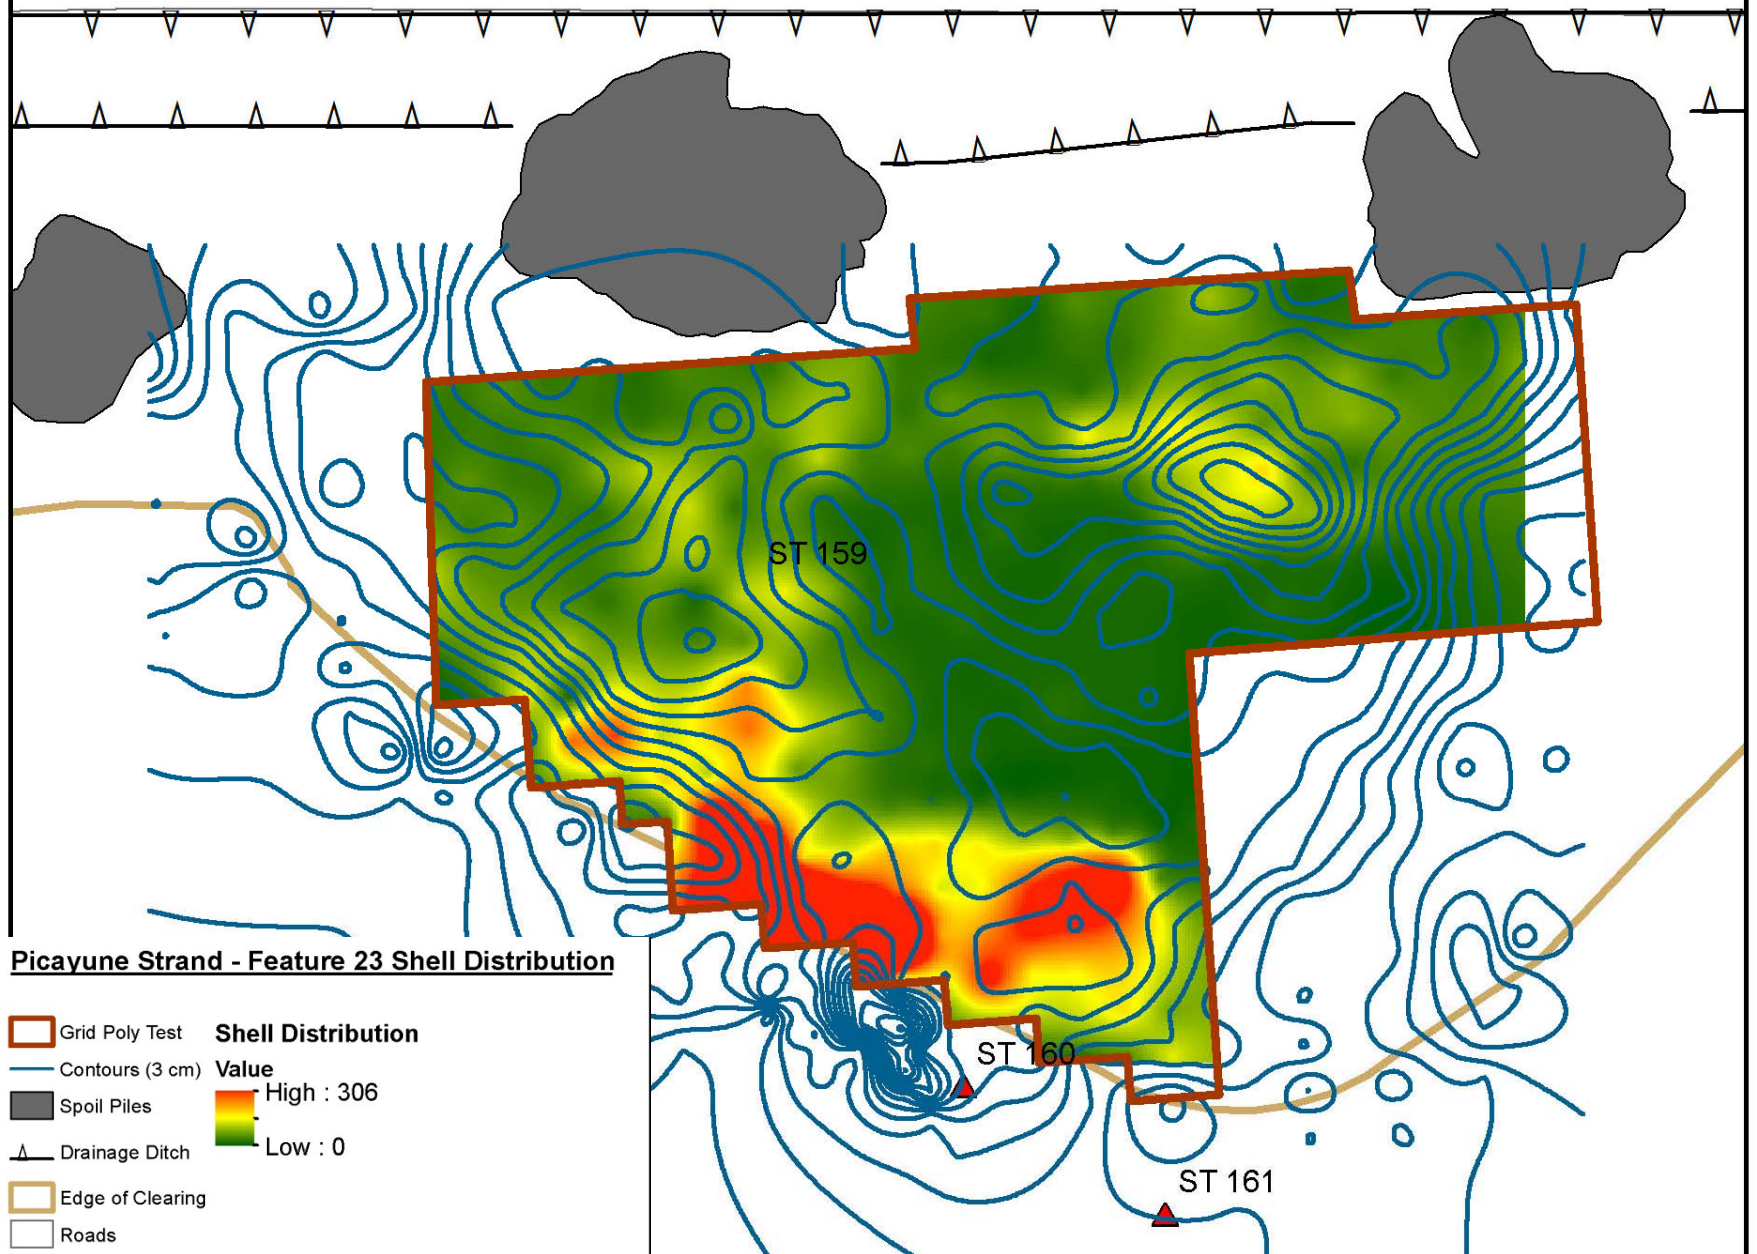 ST 159
ST 160
ST 161
Picayune Strand - Feature 23 Shell Distribution
Grid Poly Test
Contours (3 cm)
Spoil Piles
Drainage Ditch
Edge of Clearing
Roads
Shell Distribution
Value
High : 306
Low : 0